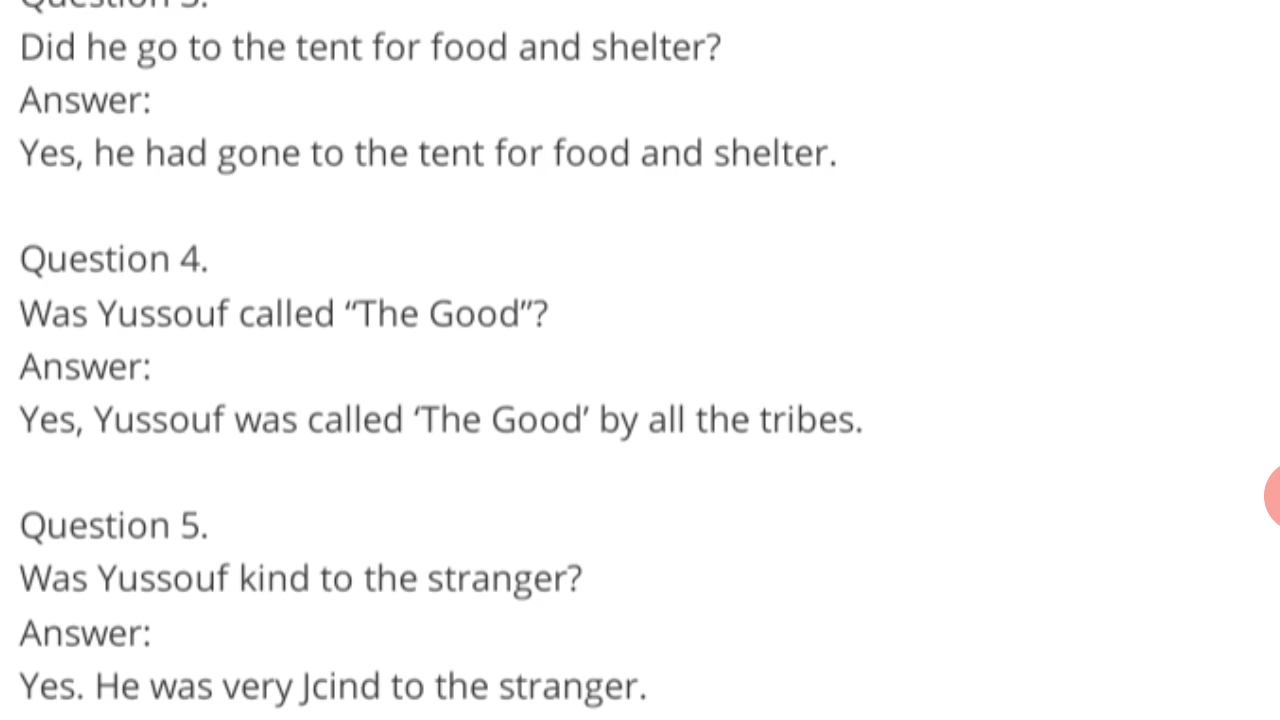 Question 3.
Did he go to the tent for food and shelter?
Answer:
Yes, he had gone to the tent for food and shelter.
Question 4.
Was Yussouf called “The Good”?
Answer:
Yes, Yussouf was called ‘The Good’ by all the tribes.
Question 5.
Was Yussouf kind to the stranger?
Answer:
Yes. He was very Jcind to the stranger.